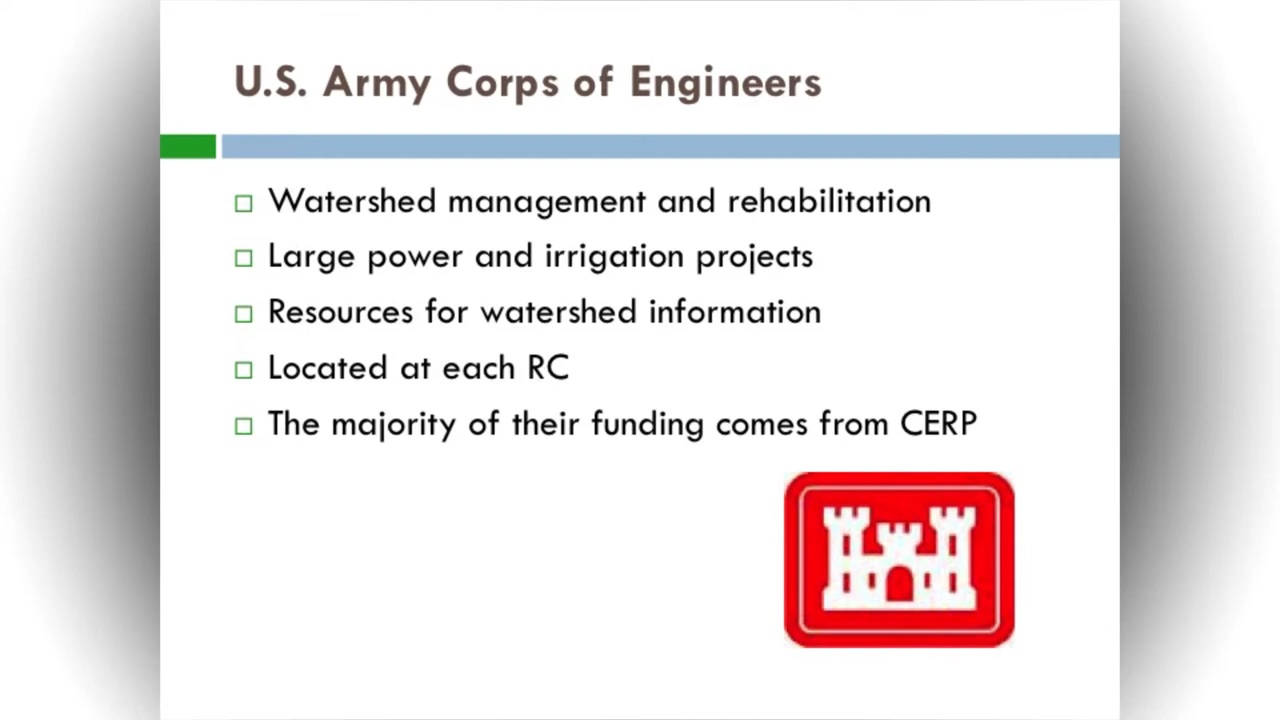 U.S. Army Corps of Engineers
Watershed management and rehabilitation
Large power and irrigation projects
Resources for watershed information
Located at each RC
The majority of their funding comes from CERP